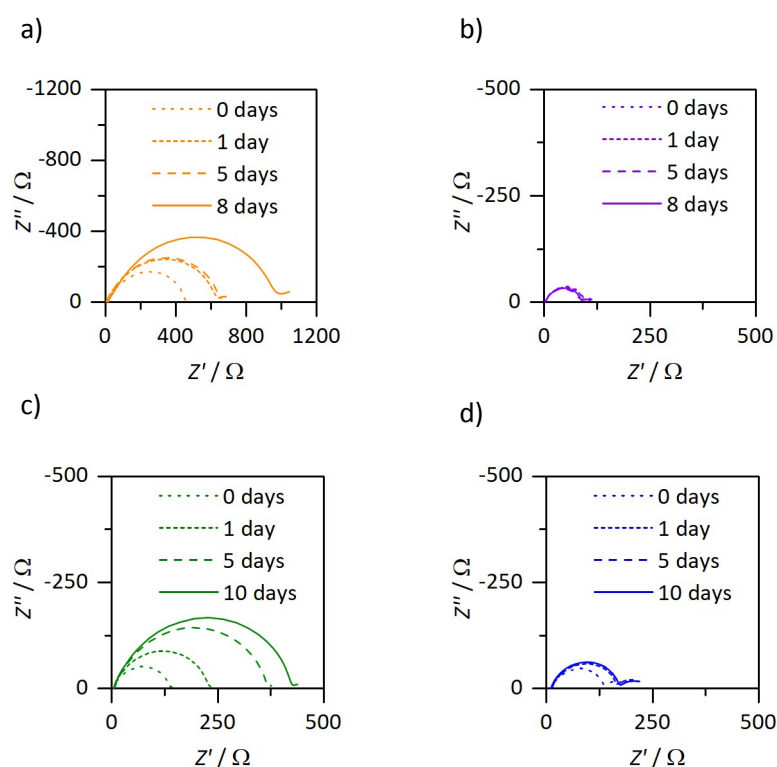 a)
-1200
-800
-400
0
0 days
1 day
5 days
8 days
0 400 800 1200
Z' / Ω
Z'' / Ω
b)
-500
-250
0
0 days
1 day
5 days
8 days
0 250 500
Z' / Ω
Z'' / Ω
c)
-500
-250
0
0 days
1 day
5 days
10 days
0 250 500
Z' / Ω
Z'' / Ω
d)
-500
-250
0
0 days
1 day
5 days
10 days
0 250 500
Z' / Ω
Z'' / Ω